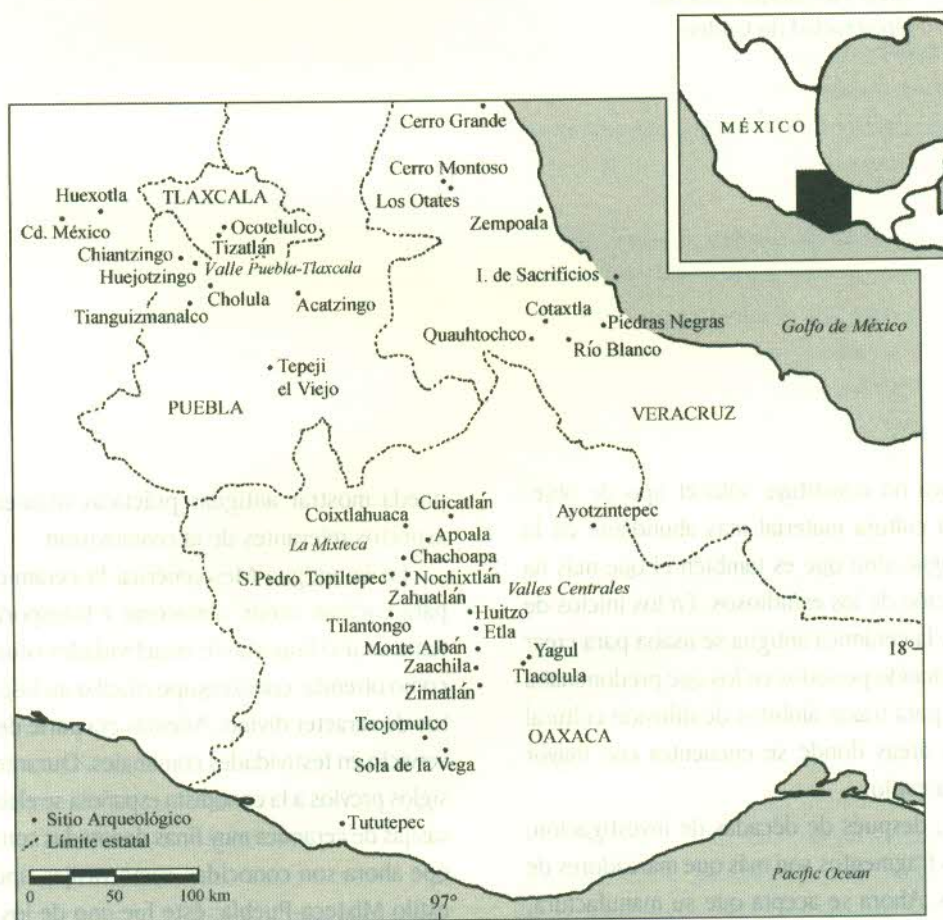 MÉXICO
Cerro Grande
Cerro Montoso
Los Otates
Zempoala
Huexotla
Cd. México
TLAXCALA
Ocotelulco
Tizatlán
Chiantzingo
Huejotzingo
Valle Puebla-Tlaxcala
Cholula
Acatzingo
Tianguizmanalco
I. de Sacrificios
Cotaxtla
Piedras Negras
Quauhtochco
Río Blanco
Golfo de México
Tepeji
el Viejo
PUEBLA
VERACRUZ
Coixtlahuaca
Cuicatlán
Ayotzintepec
La Mixteca
Apoala
Chachoapa
S.Pedro Topiltepec
Nochixtlán
Zahuatlán
Valles Centrales
Tilantongo
Huitzo
Etla
Monte Albán
Yagul
18°
Zaachila
Tlacolula
Zimatlán
Teojomulco
OAXACA
Sola de la Vega
Tututepec
Sitio Arqueológico
Límite estatal
0 50 100 km
97°
Pacific Ocean